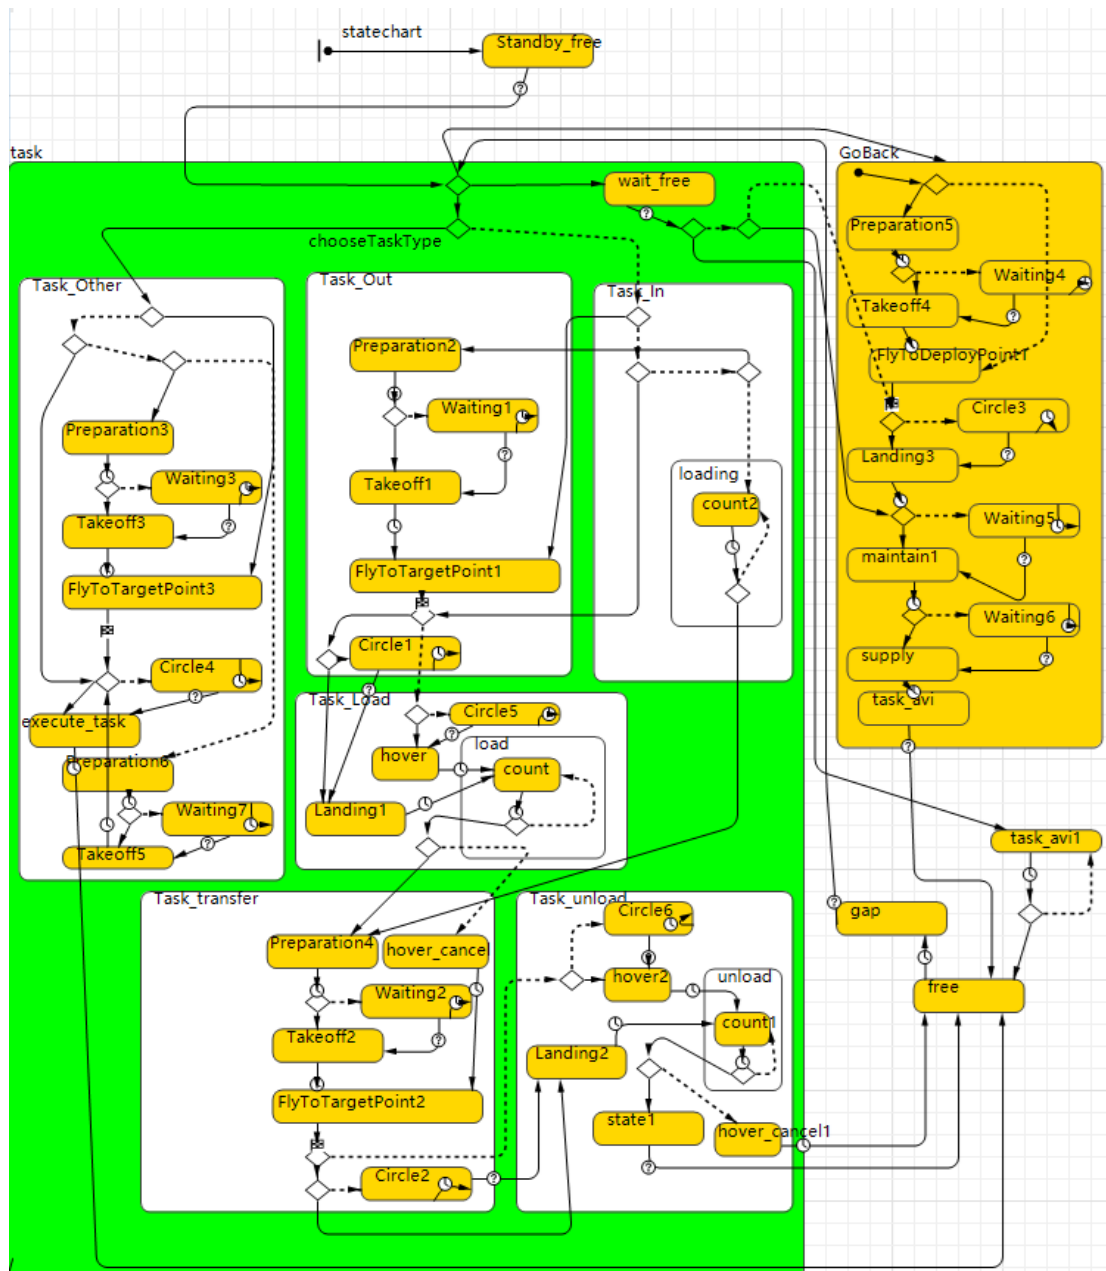 statechart
Standby_free
task
GoBack
wait_free
chooseTaskType
Preparation5
Waiting4
Takeoff4
FlyToDeployPoint1
Circle3
Landing3
Waiting5
maintain1
Waiting6
supply
task_avi
Task_Other
Preparation3
Waiting3
Takeoff3
FlyToTargetPoint3
Circle4
execute_task
Preparation6
Waiting7
Takeoff5
Task_Out
Preparation2
Waiting1
Takeoff1
FlyToTargetPoint1
Circle1
Task_In
loading
count2
Task_Load
Circle5
load
hover
count
Landing1
Task_transfer
Preparation4
hover_cancel
Waiting2
Takeoff2
FlyToTargetPoint2
Circle2
Task_unload
Circle6
hover2
unload
count1
Landing2
state1
hover_cancel1
task_avi1
gap
free